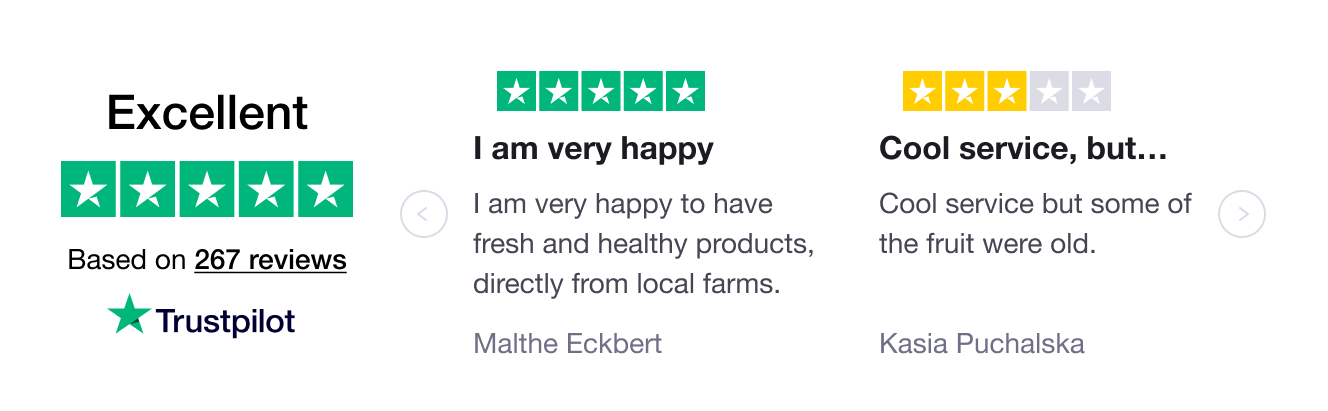 Excellent
Based on 267 reviews
Trustpilot
I am very happy
I am very happy to have
fresh and healthy products,
directly from local farms.
Malthe Eckbert
Cool service, but...
Cool service but some of
the fruit were old.
Kasia Puchalska